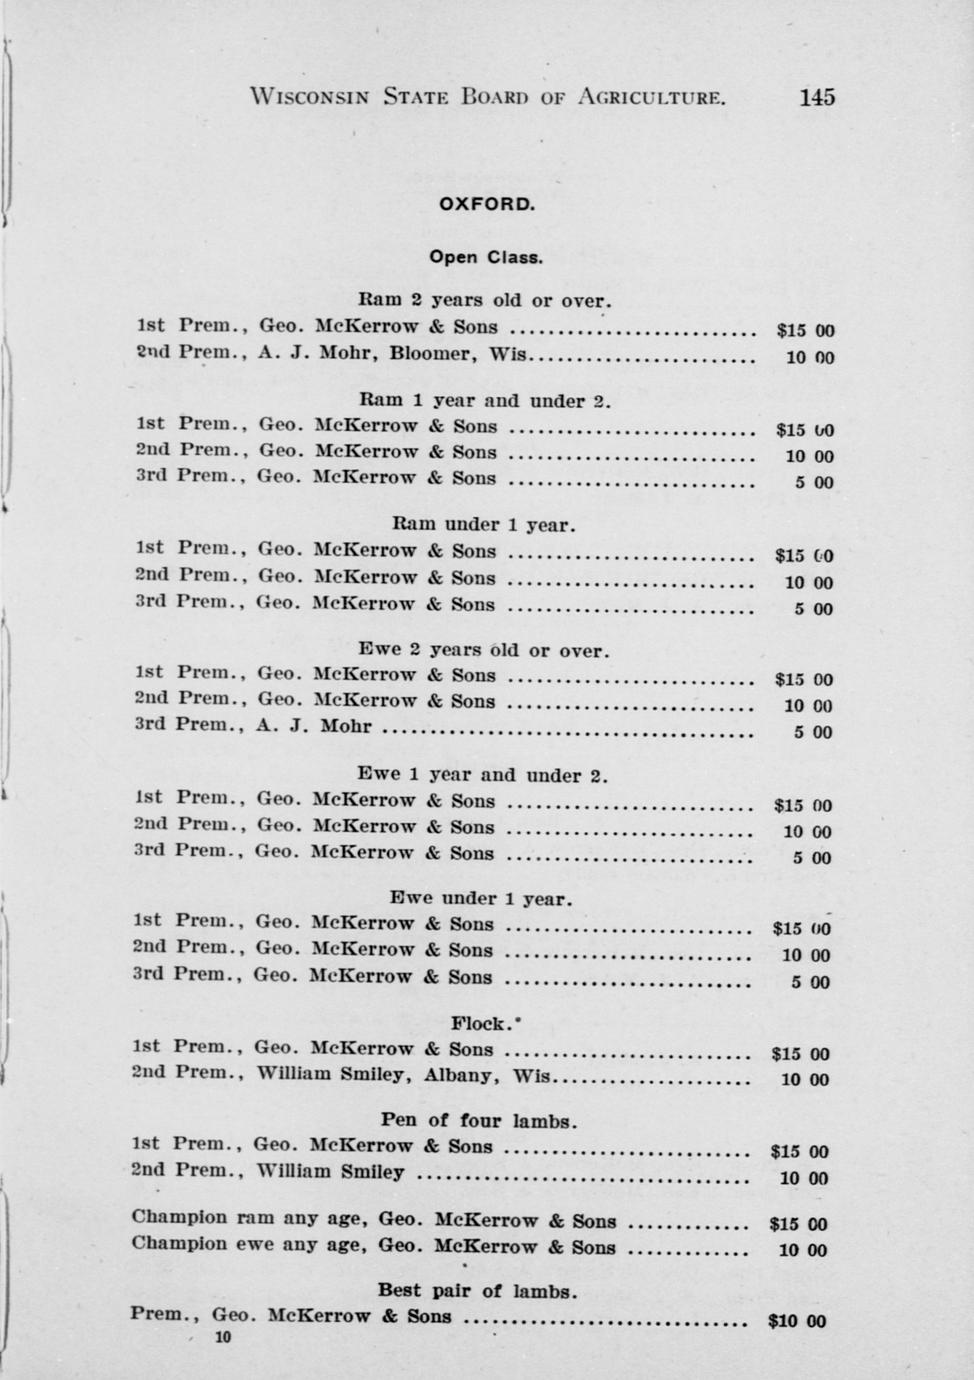 WISCONSIN STATE BOARD OF AGRICULTURE. 145
OXFORD.
Open Class.
Ram 2 years old or over.
1st Prem., Geo. McKerrow & Sons .......................... $15 00
2nd Prem., A. J. Mohr, Bloomer, Wis........................ 10 00
Ram 1 year and under 2.
1st Prem., Geo. McKerrow & Sons .......................... $15 00
2nd Prem., Geo. McKerrow & Sons .......................... 10 00
3rd Prem., Geo. McKerrow & Sons .......................... 5 00
Ram under 1 year.
1st Prem., Geo. McKerrow & Sons .......................... $15 00
2nd Prem., Geo. McKerrow & Sons .......................... 10 00
3rd Prem., Geo. McKerrow & Sons .......................... 5 00
Ewe 2 years old or over.
1st Prem., Geo. McKerrow & Sons .......................... $15 00
2nd Prem., Geo. McKerrow & Sons .......................... 10 00
3rd Prem., A. J. Mohr ....................................... 5 00
Ewe 1 year and under 2.
1st Prem., Geo. McKerrow & Sons .......................... $15 00
2nd Prem., Geo. McKerrow & Sons .......................... 10 00
3rd Prem., Geo. McKerrow & Sons .......................... 5 00
Ewe under 1 year.
1st Prem., Geo. McKerrow & Sons .......................... $15 00
2nd Prem., Geo. McKerrow & Sons .......................... 10 00
3rd Prem., Geo. McKerrow & Sons .......................... 5 00
Flock.
1st Prem., Geo. McKerrow & Sons .......................... $15 00
2nd Prem., William Smiley, Albany, Wis..................... 10 00
Pen of four lambs.
1st Prem., Geo. McKerrow & Sons .......................... $15 00
2nd Prem., William Smiley ................................... 10 00
Champion ram any age, Geo. McKerrow & Sons ............. $15 00
Champion ewe any age, Geo. McKerrow & Sons ............. 10 00
Best pair of lambs.
Prem., Geo. McKerrow & Sons .............................. $10 00
10